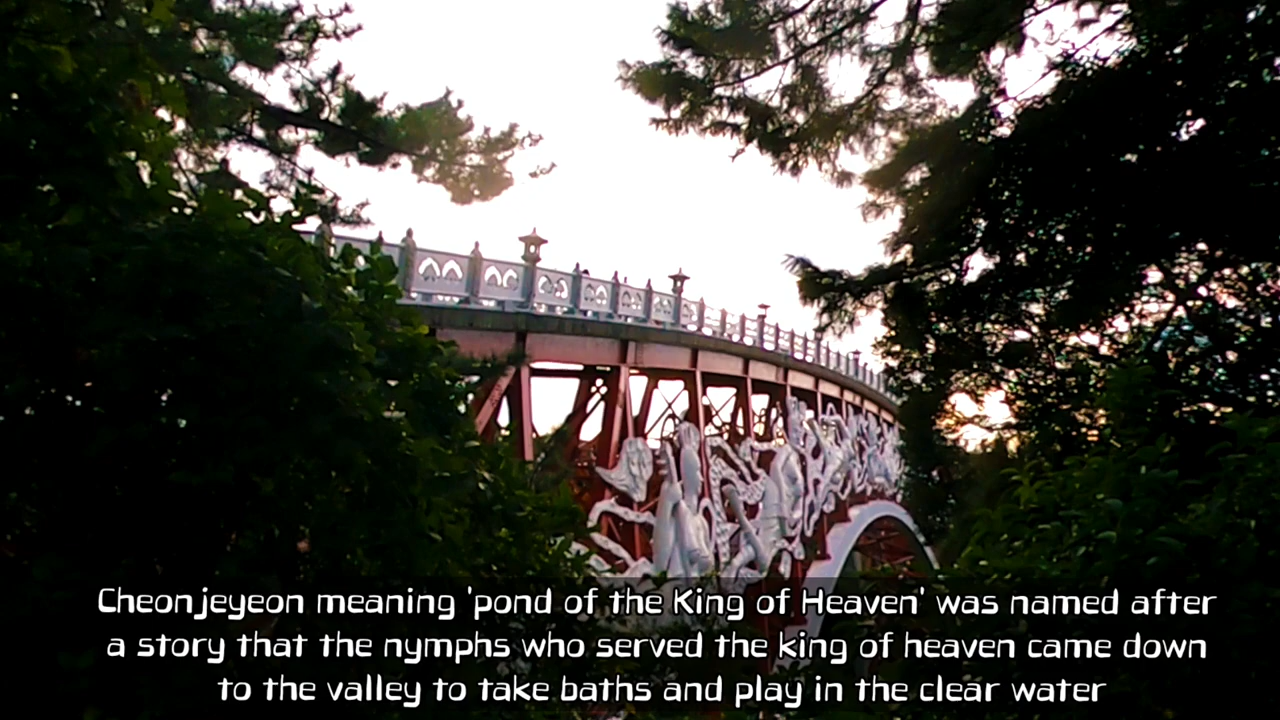 Cheonjeyeon meaning 'pond of the King of Heaven' was named after
a story that the nymphs who served the king of heaven came down
to the valley to take baths and play in the clear water